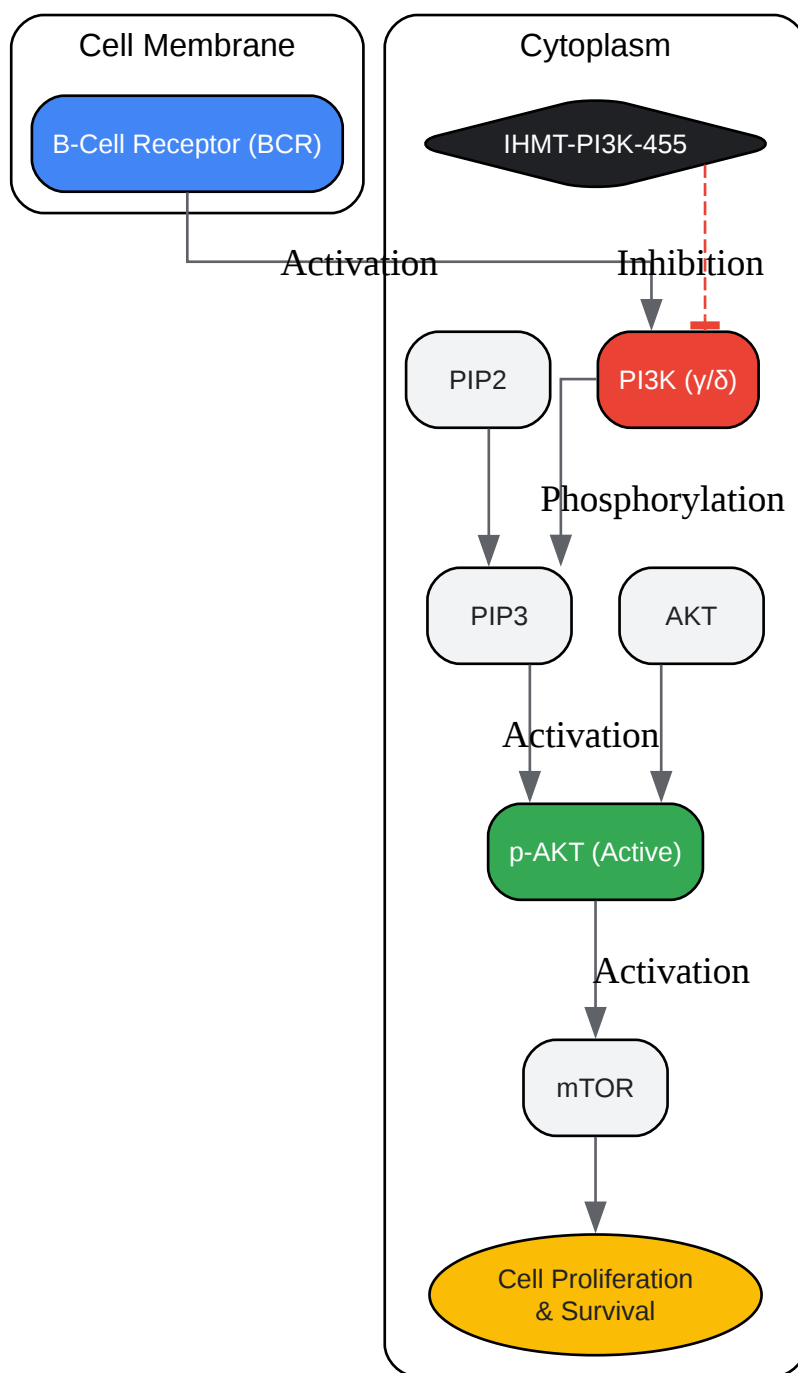 Cell Membrane
Cytoplasm
B-Cell Receptor (BCR)
IHMT-PI3K-455
Activation
Inhibition
PIP2
PI3K (γ/δ)
Phosphorylation
PIP3
AKT
Activation
p-AKT (Active)
Activation
mTOR
Cell Proliferation
& Survival